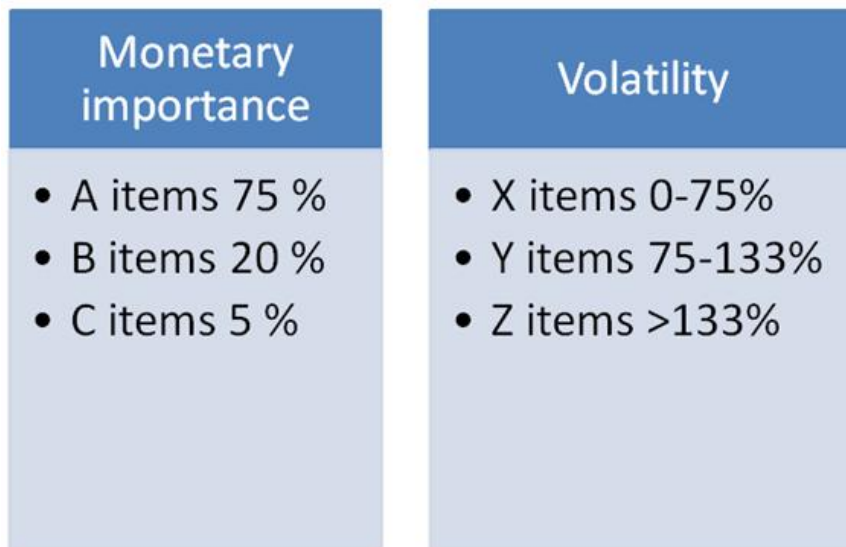 Monetary
importance
• A items 75 %
• B items 20 %
• C items 5 %
Volatility
• X items 0-75%
• Y items 75-133%
• Z items >133%